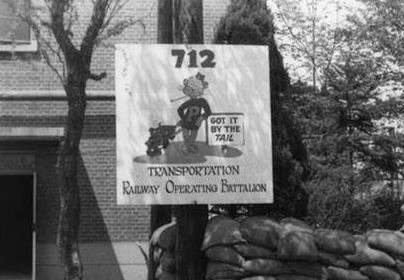 712
GOT IT
BY THE
TAIL
TRANSPORTATION
RAILWAY OPERATING BATTALION